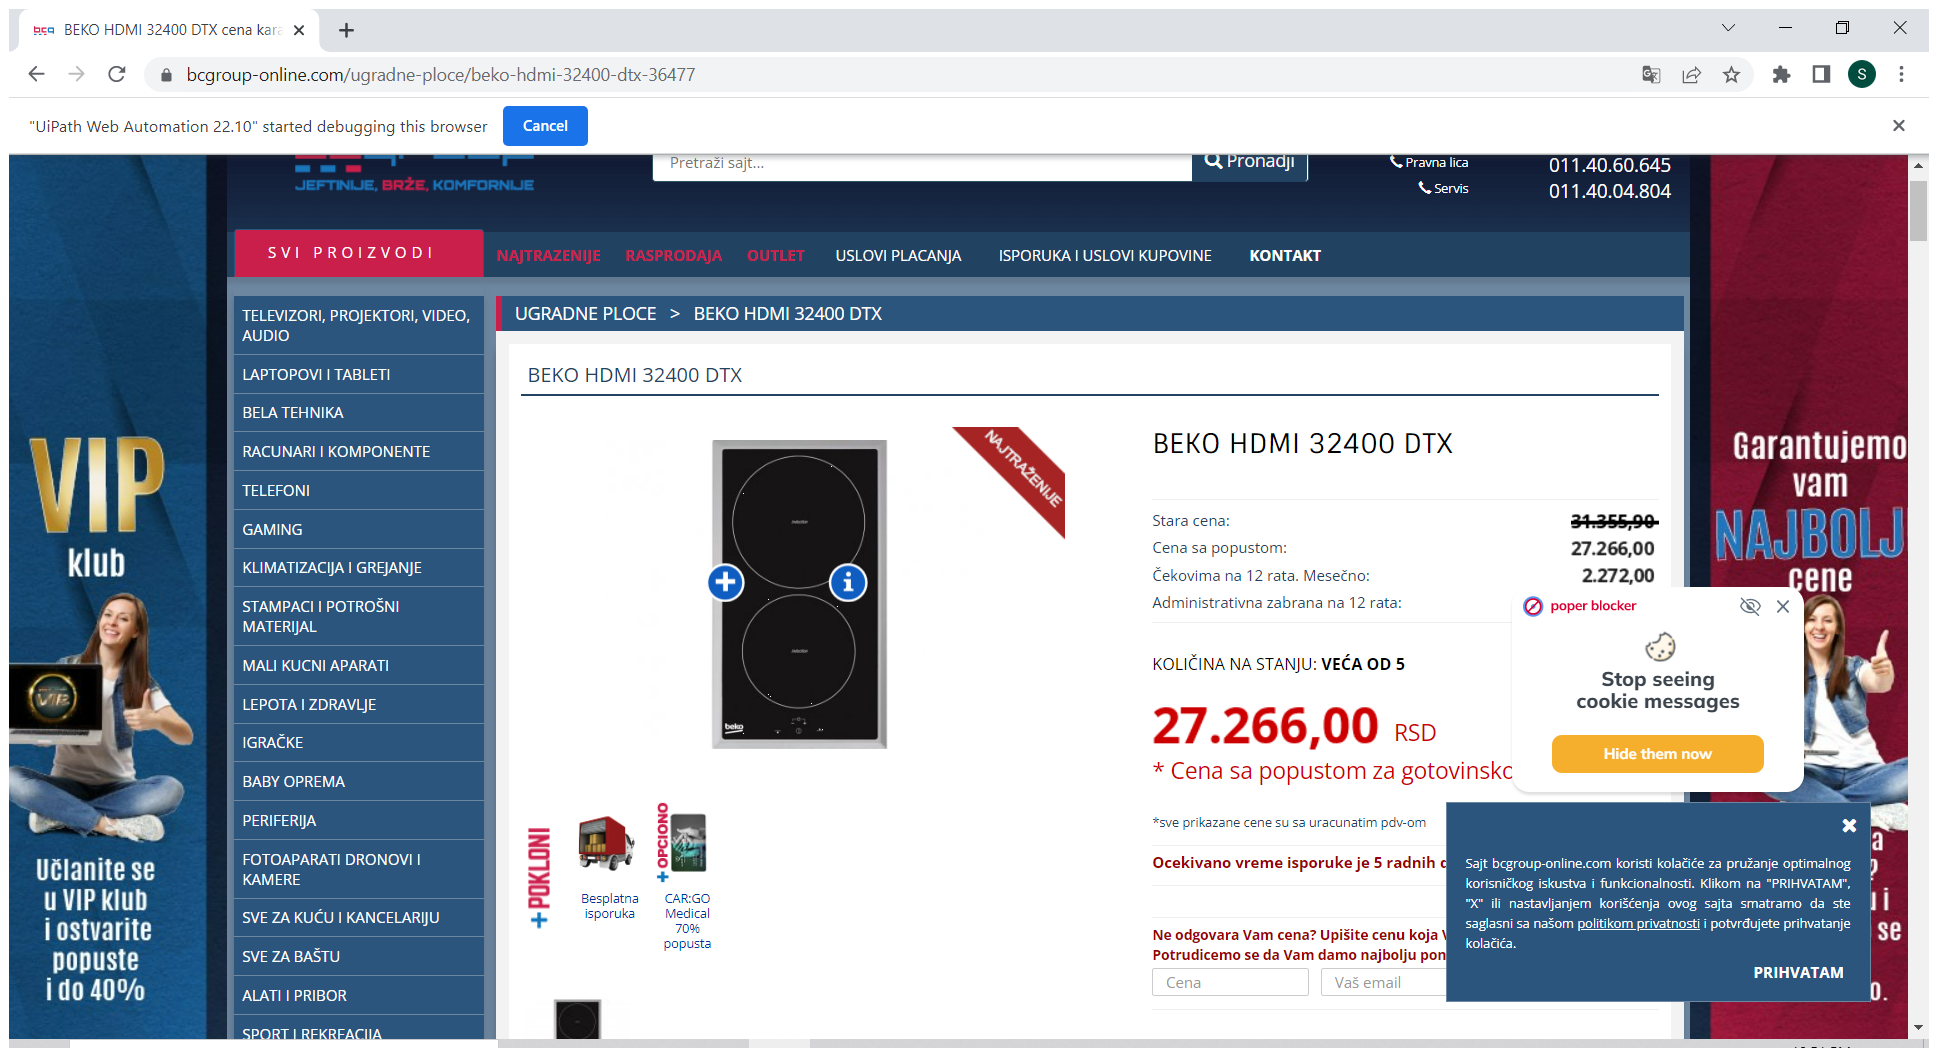 BEKO HDMI 32400 DTX cena kara
bcgroup-online.com/ugradne-ploce/beko-hdmi-32400-dtx-36477
S
"UiPath Web Automation 22.10" started debugging this browser
Cancel
JEFTINIJE, BRŽE, KOMFORNIJE
Pretraži sajt...
Pronadji
Pravna lica
011.40.60.645
Servis
011.40.04.804
SVI PROIZVODI
NAJTRAZENIJE
RASPRODAJA
OUTLET
USLOVI PLACANJA
ISPORUKA I USLOVI KUPOVINE
KONTAKT
TELEVIZORI, PROJEKTORI, VIDEO,
AUDIO
LAPTOPOVI I TABLETI
BELA TEHNIKA
RACUNARI I KOMPONENTE
TELEFONI
GAMING
KLIMATIZACIJA I GREJANJE
STAMPACI I POTROŠNI
MATERIJAL
MALI KUCNI APARATI
LEPOTA I ZDRAVLJE
IGRAČKE
BABY OPREMA
PERIFERIJA
FOTOAPARATI DRONOVI I
KAMERE
SVE ZA KUĆU I KANCELARIJU
SVE ZA BAŠTU
ALATI I PRIBOR
SPORT I REKREACIJA
UGRADNE PLOCE > BEKO HDMI 32400 DTX
BEKO HDMI 32400 DTX
NAJTRAŽENIJE
beko
+ POKLONI
Besplatna
isporuka
+ OPCIONO
CAR:GO
Medical
70%
popusta
BEKO HDMI 32400 DTX
Stara cena: 31.355,90
Cena sa popustom: 27.266,00
Čekovima na 12 rata. Mesečno: 2.272,00
Administrativna zabrana na 12 rata:
KOLIČINA NA STANJU: VEĆA OD 5
27.266,00 RSD
* Cena sa popustom za gotovinsko
*sve prikazane cene su sa uracunatim pdv-om
Ocekivano vreme isporuke je 5 radnih d
Ne odgovara Vam cena? Upišite cenu koja V
Potrudicemo se da Vam damo najbolju pon
Cena
Vaš email
poper blocker
Stop seeing
cookie messages
Hide them now
Sajt bcgroup-online.com koristi kolačiće za pružanje optimalnog
korisničkog iskustva i funkcionalnosti. Klikom na "PRIHVATAM",
"X" ili nastavljanjem korišćenja ovog sajta smatramo da ste
saglasni sa našom politikom privatnosti i potvrđujete prihvatanje
kolačića.
PRIHVATAM
VIP
klub
VIP
Učlanite se
u VIP klub
i ostvarite
popuste
i do 40%
Garantujemo
vam
NAJBOLJ
cene
a
?
u i
se
o.